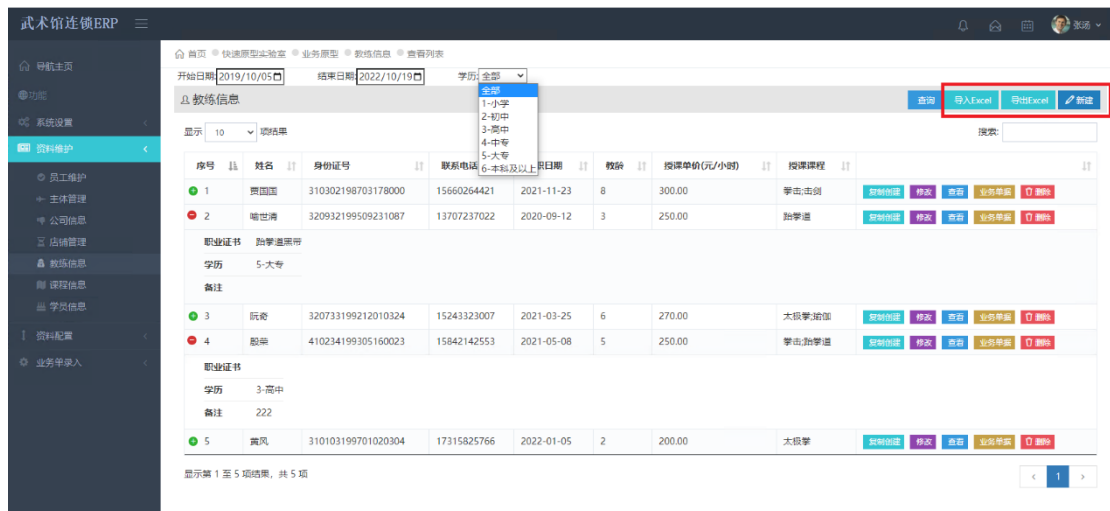 武术馆连锁ERP
张汤
导航主页
功能
系统设置
资料维护
员工维护
主体管理
公司信息
店铺管理
教练信息
课程信息
学员信息
资料配置
业务单录入
首页 快速原型实验室 业务原型 教练信息 查看列表
开始日期:2019/10/05 结束日期:2022/10/19 学历:全部
全部
1-小学
2-初中
3-高中
4-中专
5-大专
6-本科及以上
教练信息 查询 导入Excel 导出Excel 新建
显示 10 项结果 搜索:
序号 姓名 身份证号 联系电话 职日期 教龄 授课单价(元/小时) 授课课程
1 贾国国 310302198703178000 15660264421 2021-11-23 8 300.00 拳击;击剑 复制创建 修改 查看 业务单据 删除
2 喻世清 320932199509231087 13707237022 2020-09-12 3 250.00 跆拳道 复制创建 修改 查看 业务单据 删除
职业证书 跆拳道黑带
学历 5-大专
备注
3 阮奇 320733199212010324 15243323007 2021-03-25 6 270.00 太极拳;瑜伽 复制创建 修改 查看 业务单据 删除
4 殷荣 410234199305160023 15842142553 2021-05-08 5 250.00 拳击;跆拳道 复制创建 修改 查看 业务单据 删除
职业证书
学历 3-高中
备注 222
5 黄风 310103199701020304 17315825766 2022-01-05 2 200.00 太极拳 复制创建 修改 查看 业务单据 删除
显示第 1 至 5 项结果，共 5 项 1